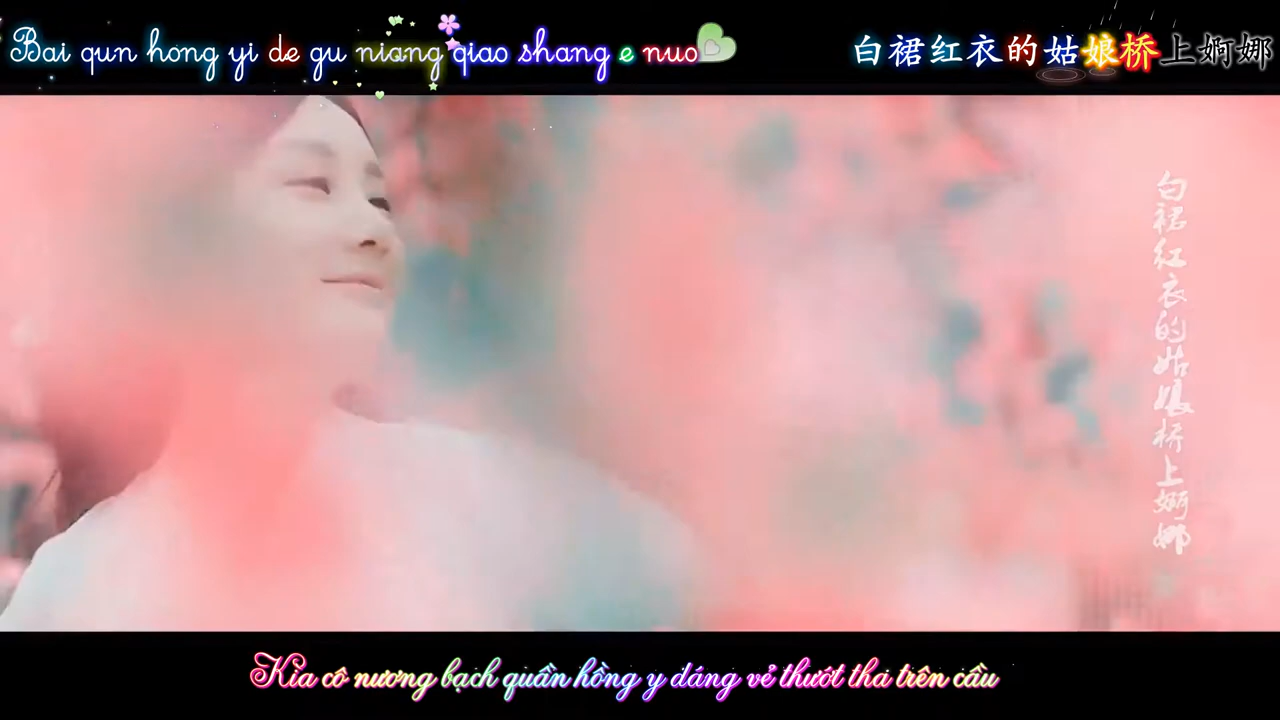 Bai qun hong yi de gu niang qiao shang e nuo
白裙红衣的姑娘桥上婀娜
白裙红衣的姑娘桥上婀娜
Kìa cô nương bạch quần hồng y dáng vẻ thướt tha trên cầu